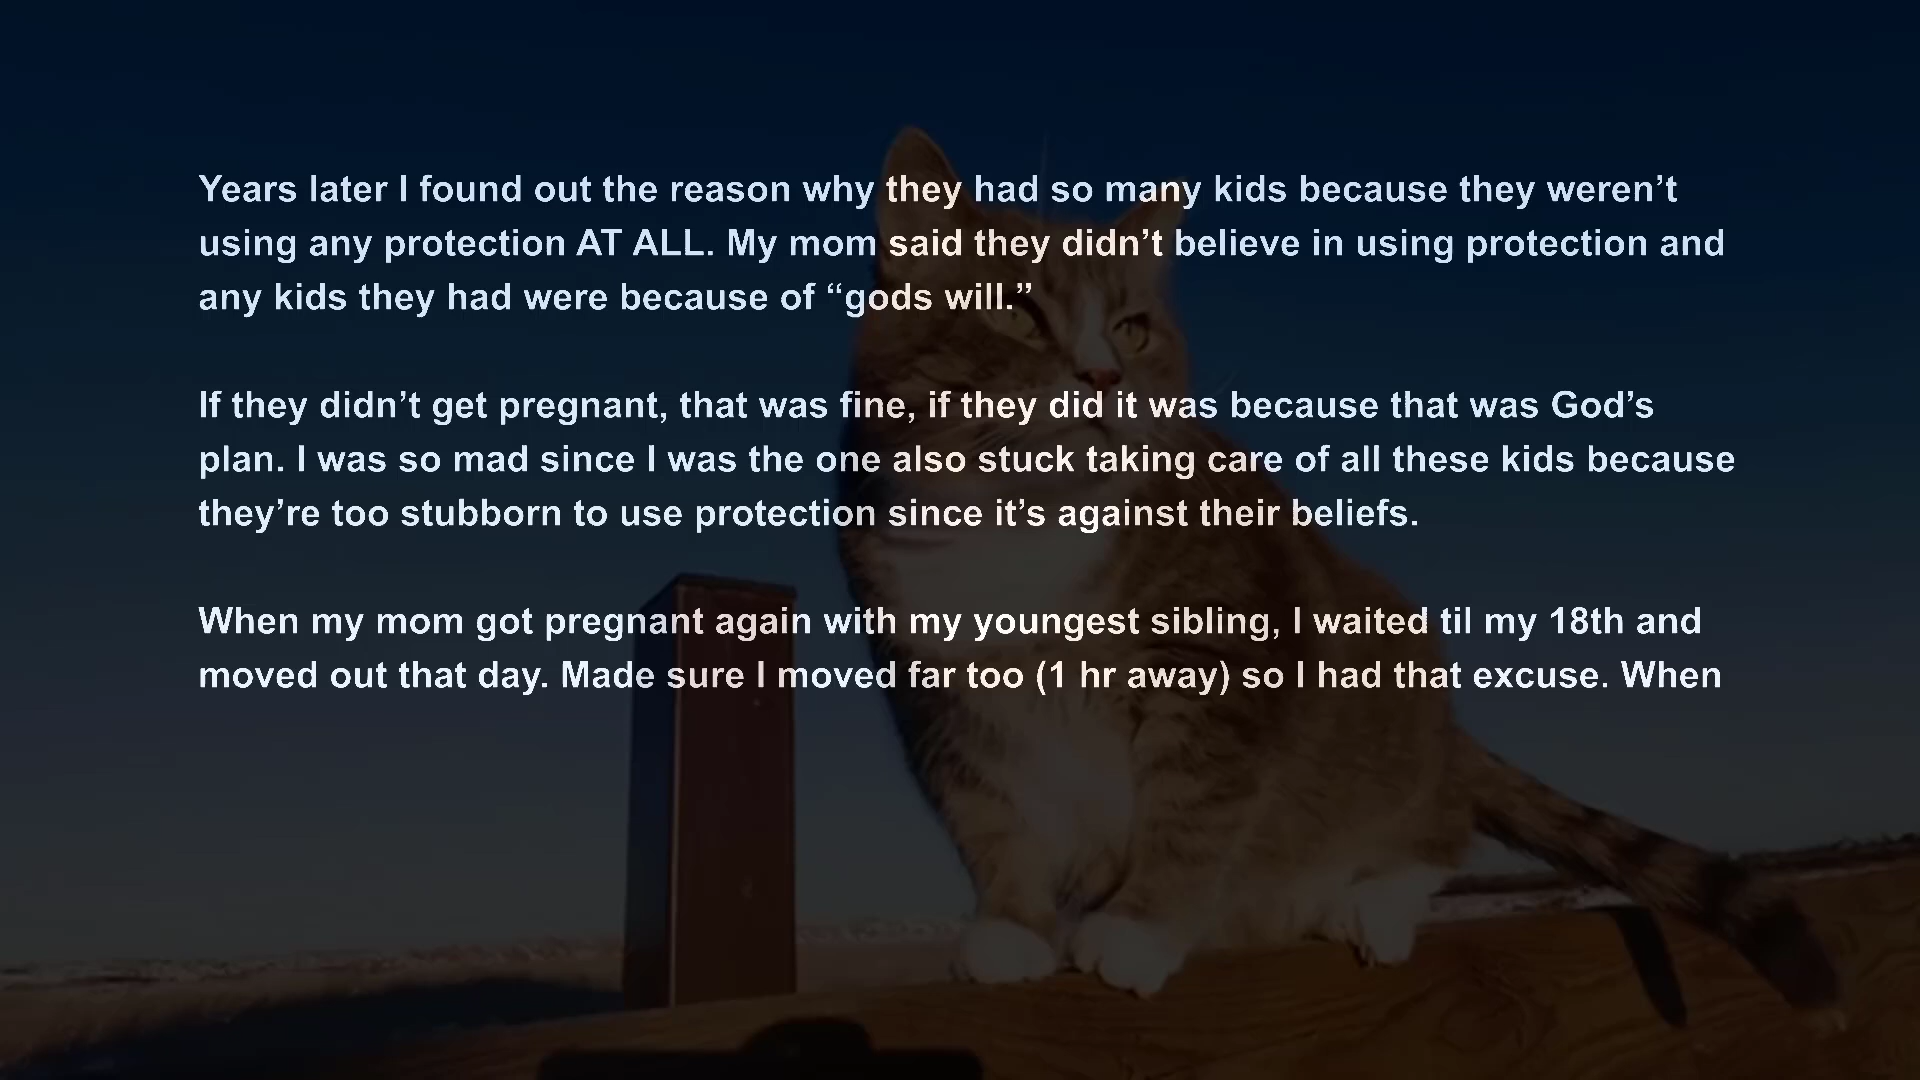 Years later I found out the reason why they had so many kids because they weren’t
using any protection AT ALL. My mom said they didn’t believe in using protection and
any kids they had were because of “gods will.”
If they didn’t get pregnant, that was fine, if they did it was because that was God’s
plan. I was so mad since I was the one also stuck taking care of all these kids because
they’re too stubborn to use protection since it’s against their beliefs.
When my mom got pregnant again with my youngest sibling, I waited til my 18th and
moved out that day. Made sure I moved far too (1 hr away) so I had that excuse. When